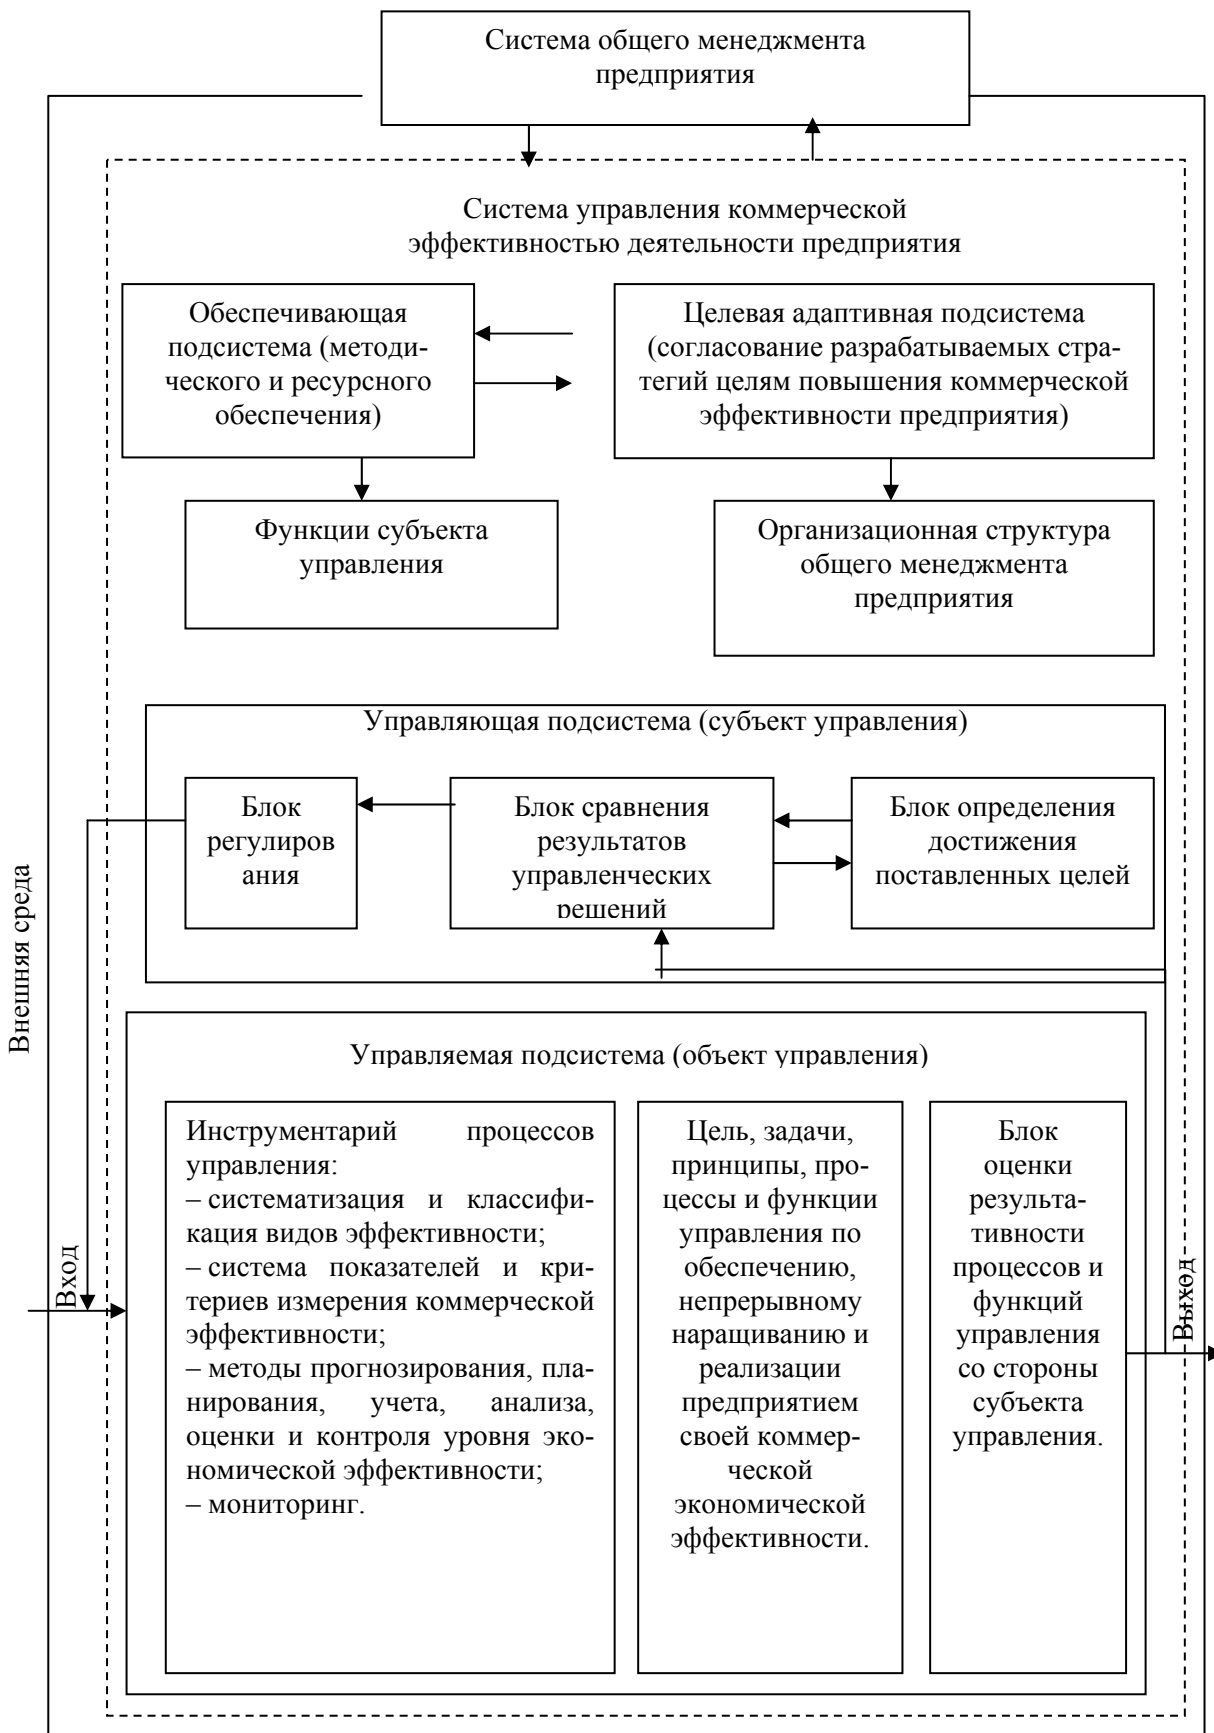 Система общего менеджмента
предприятия
Система управления коммерческой
эффективностью деятельности предприятия
Обеспечивающая
подсистема (методи-
ческого и ресурсного
обеспечения)
Целевая адаптивная подсистема
(согласование разрабатываемых стра-
тегий целям повышения коммерческой
эффективности предприятия)
Функции субъекта
управления
Организационная структура
общего менеджмента
предприятия
Управляющая подсистема (субъект управления)
Блок
регулиров
ания
Блок сравнения
результатов
управленческих
решений
Блок определения
достижения
поставленных целей
Внешняя среда
Управляемая подсистема (объект управления)
Вход
Инструментарий процессов
управления:
– систематизация и классифи-
кация видов эффективности;
– система показателей и кри-
териев измерения коммерческой
эффективности;
– методы прогнозирования, пла-
нирования, учета, анализа,
оценки и контроля уровня эко-
номической эффективности;
– мониторинг.
Цель, задачи,
принципы, про-
цессы и функции
управления по
обеспечению,
непрерывному
наращиванию и
реализации
предприятием
своей коммер-
ческой
экономической
эффективности.
Блок
оценки
результа-
тивности
процессов и
функций
управления
со стороны
субъекта
управления.
Выход